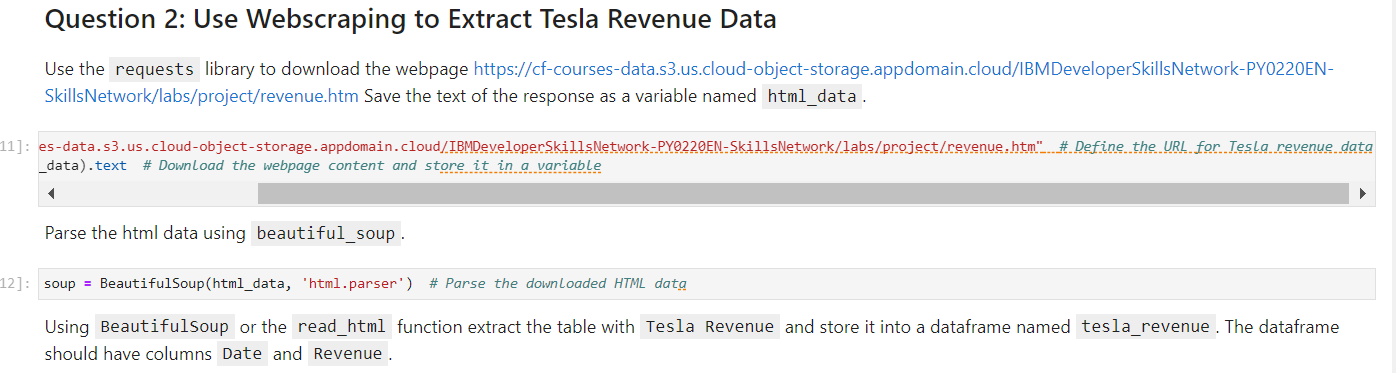 Question 2: Use Webscraping to Extract Tesla Revenue Data
Use the requests library to download the webpage https://cf-courses-data.s3.us.cloud-object-storage.appdomain.cloud/IBMDeveloperSkillsNetwork-PY0220EN-
SkillsNetwork/labs/project/revenue.htm Save the text of the response as a variable named html_data.
11]: es-data.s3.us.cloud-object-storage.appdomain.cloud/IBMDeveloperSkillsNetwork-PY0220EN-SkillsNetwork/labs/project/revenue.htm"  # Define the URL for Tesla revenue data
_data).text  # Download the webpage content and store it in a variable
Parse the html data using beautiful_soup.
12]: soup = BeautifulSoup(html_data, 'html.parser')  # Parse the downloaded HTML data
Using BeautifulSoup or the read_html function extract the table with Tesla Revenue and store it into a dataframe named tesla_revenue. The dataframe
should have columns Date and Revenue.